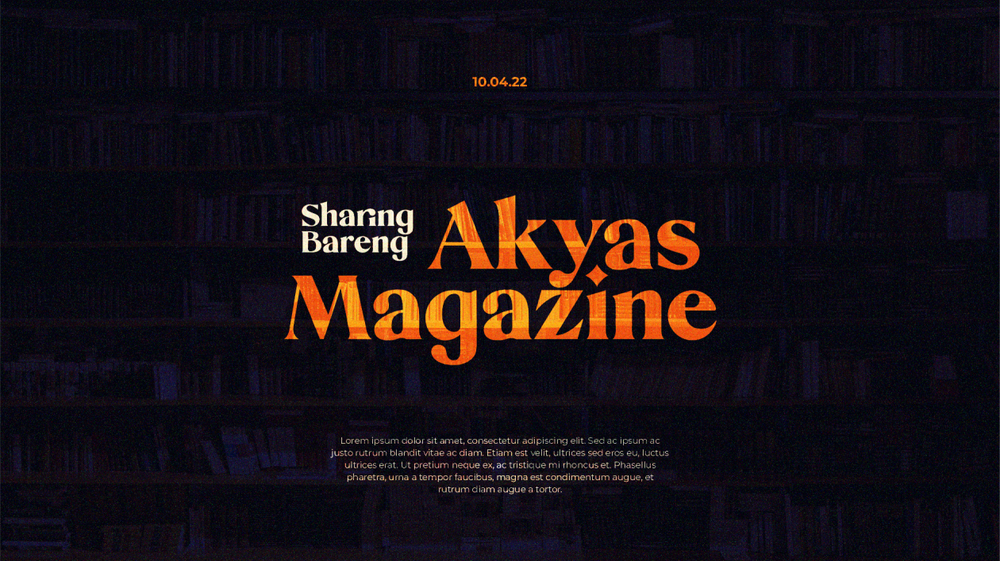 10.04.22
Sharing
Bareng
Akyas
Magazine
Lorem ipsum dolor sit amet, consectetur adipiscing elit. Sed ac ipsum ac
justo rutrum blandit vitae ac diam. Etiam est velit, ultrices sed eros eu, luctus
ultrices erat. Ut pretium neque ex, ac tristique mi rhoncus et. Phasellus
pharetra, urna a tempor faucibus, magna est condimentum augue, et
rutrum diam augue a tortor.